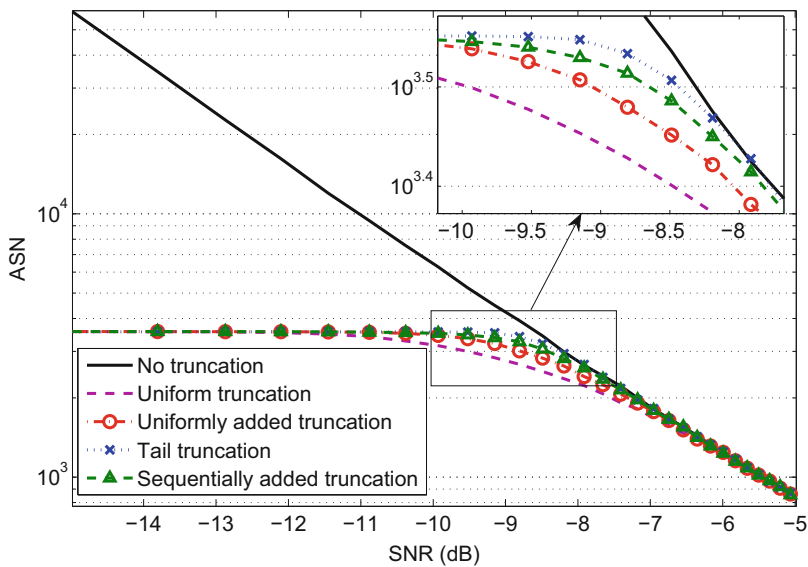 10^4
10^3
ASN
−14
−13
−12
−11
−10
−9
−8
−7
−6
−5
SNR (dB)
No truncation
Uniform truncation
Uniformly added truncation
Tail truncation
Sequentially added truncation
10^3.5
10^3.4
−10
−9.5
−9
−8.5
−8